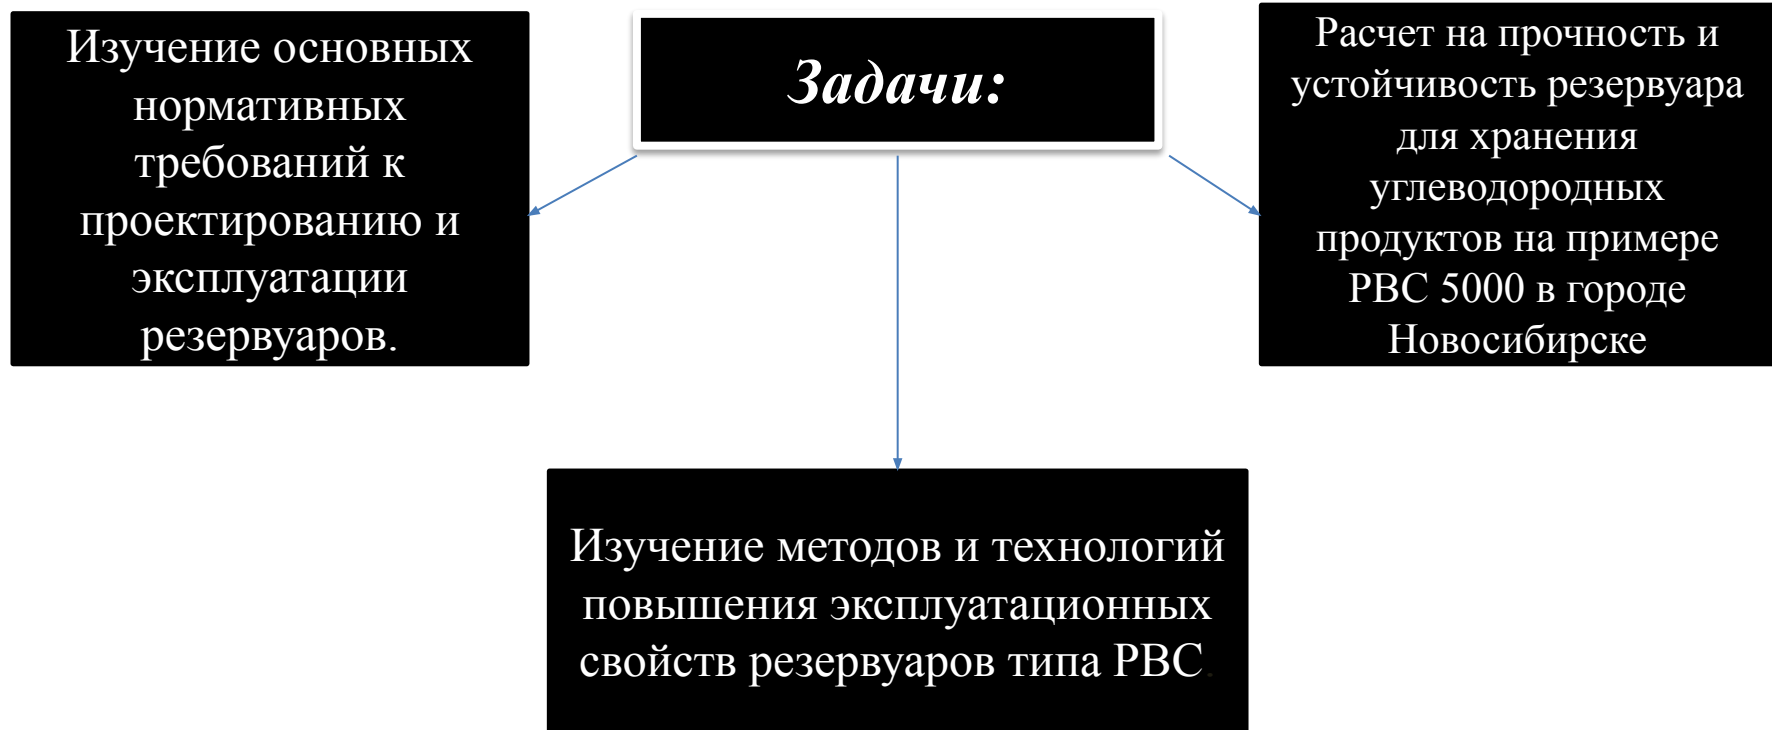 Задачи:
Изучение основных
нормативных
требований к
проектированию и
эксплуатации
резервуаров.
Изучение методов и технологий
повышения эксплуатационных
свойств резервуаров типа РВС.
Расчет на прочность и
устойчивость резервуара
для хранения
углеводородных
продуктов на примере
РВС 5000 в городе
Новосибирске